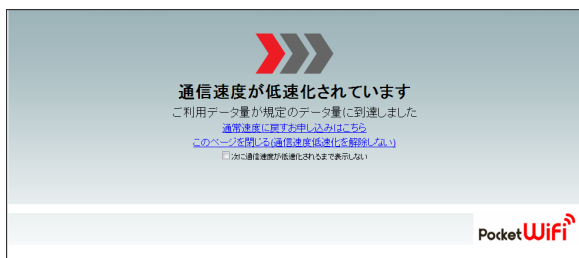 通信速度が低速化されています
ご利用データ量が規定のデータ量に到達しました
通常速度に戻すお申し込みはこちら
このページを閉じる(通信速度低速化を解除しない)
次に通信速度が低速化されるまで表示しない
Pocket WiFi